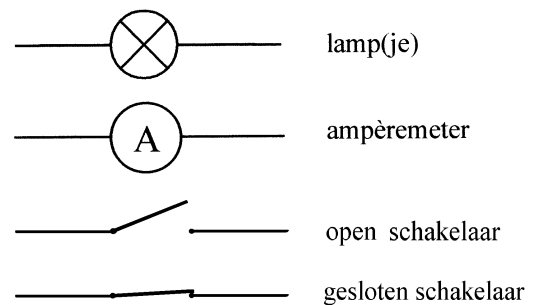 lamp(je)
A
ampèremeter
open schakelaar
gesloten schakelaar